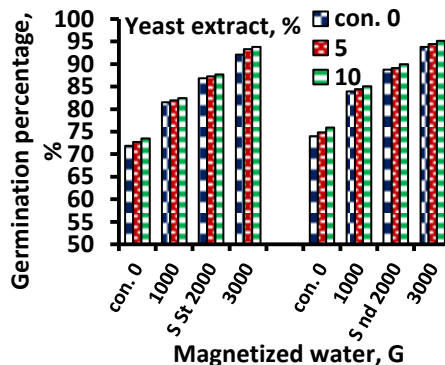 Yeast extract, %
con. 0
5
10
Germination percentage,
%
100
95
90
85
80
75
70
65
60
55
50
con. 0
1000
S St 2000
3000
con. 0
1000
S nd 2000
3000
Magnetized water, G